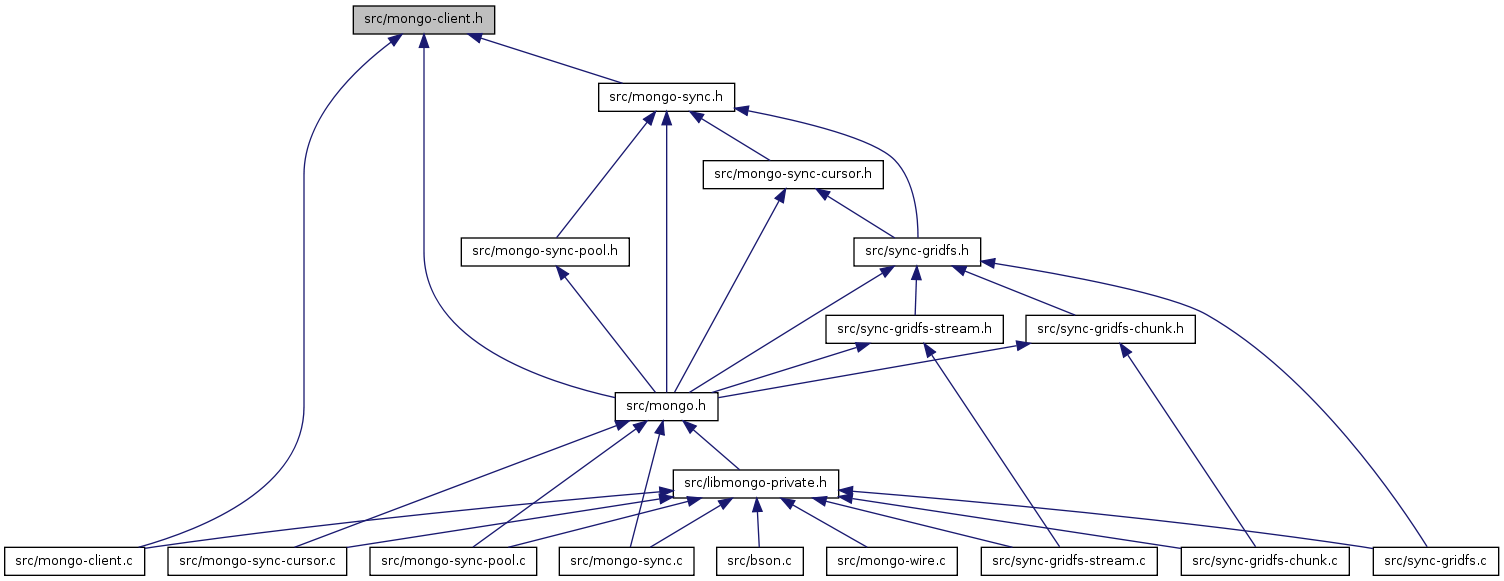 src/mongo-client.h
src/mongo-sync.h
src/mongo-sync-cursor.h
src/mongo-sync-pool.h
src/sync-gridfs.h
src/sync-gridfs-stream.h
src/sync-gridfs-chunk.h
src/mongo.h
src/libmongo-private.h
src/mongo-client.c
src/mongo-sync-cursor.c
src/mongo-sync-pool.c
src/mongo-sync.c
src/bson.c
src/mongo-wire.c
src/sync-gridfs-stream.c
src/sync-gridfs-chunk.c
src/sync-gridfs.c